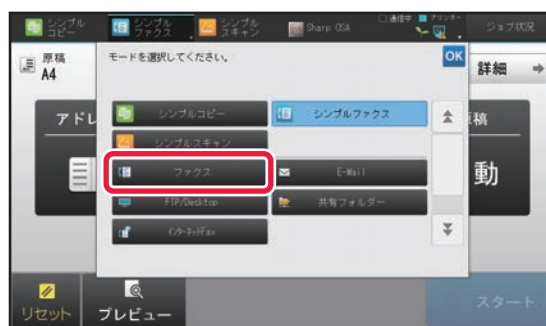 シンプル
コピー
シンプル
ファクス
シンプル
スキャン
Sharp OSA
通信中
プリンター
ジョブ状況
原稿
A4
モードを選択してください。
OK
詳細
アドレ
原稿
シンプルコピー
シンプルファクス
シンプルスキャン
ファクス
E-Mail
動
FTP/Desktop
共有フォルダー
インターネットFax
リセット
プレビュー
スタート